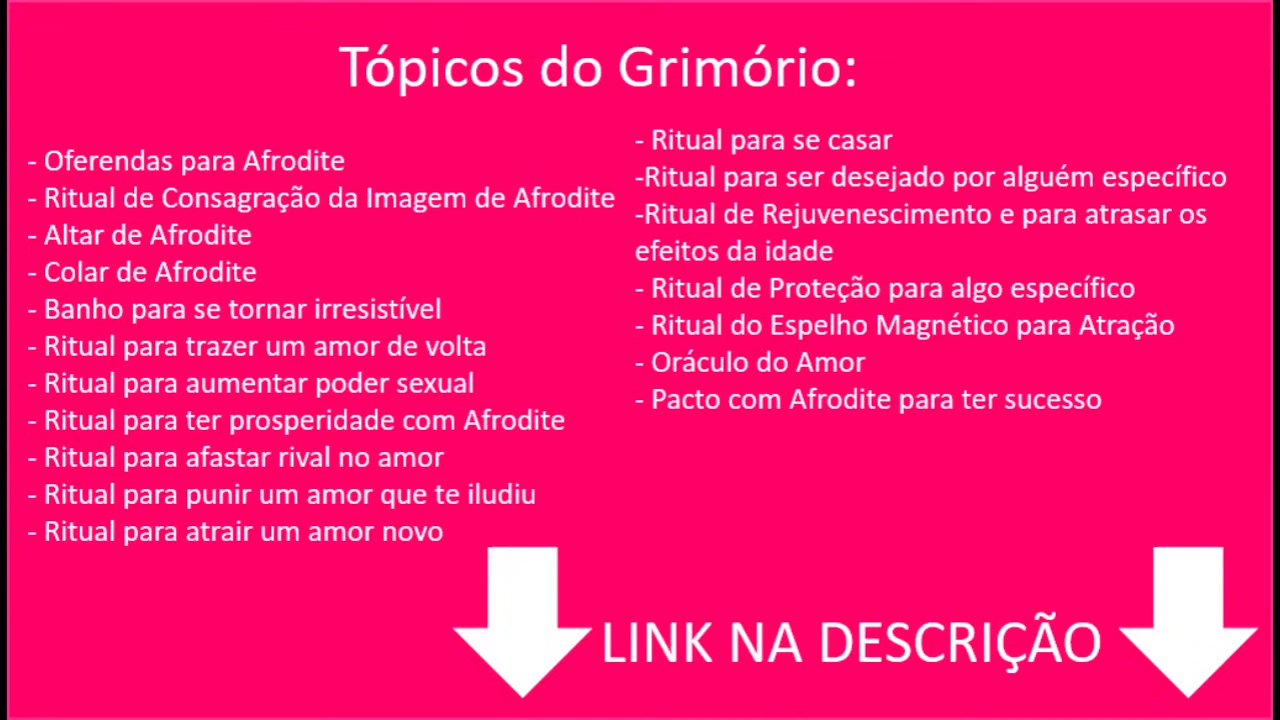 Tópicos do Grimório:
- Oferendas para Afrodite
- Ritual de Consagração da Imagem de Afrodite
- Altar de Afrodite
- Colar de Afrodite
- Banho para se tornar irresistível
- Ritual para trazer um amor de volta
- Ritual para aumentar poder sexual
- Ritual para ter prosperidade com Afrodite
- Ritual para afastar rival no amor
- Ritual para punir um amor que te iludiu
- Ritual para atrair um amor novo
- Ritual para se casar
-Ritual para ser desejado por alguém específico
-Ritual de Rejuvenescimento e para atrasar os
efeitos da idade
- Ritual de Proteção para algo específico
- Ritual do Espelho Magnético para Atração
- Oráculo do Amor
- Pacto com Afrodite para ter sucesso
LINK NA DESCRIÇÃO